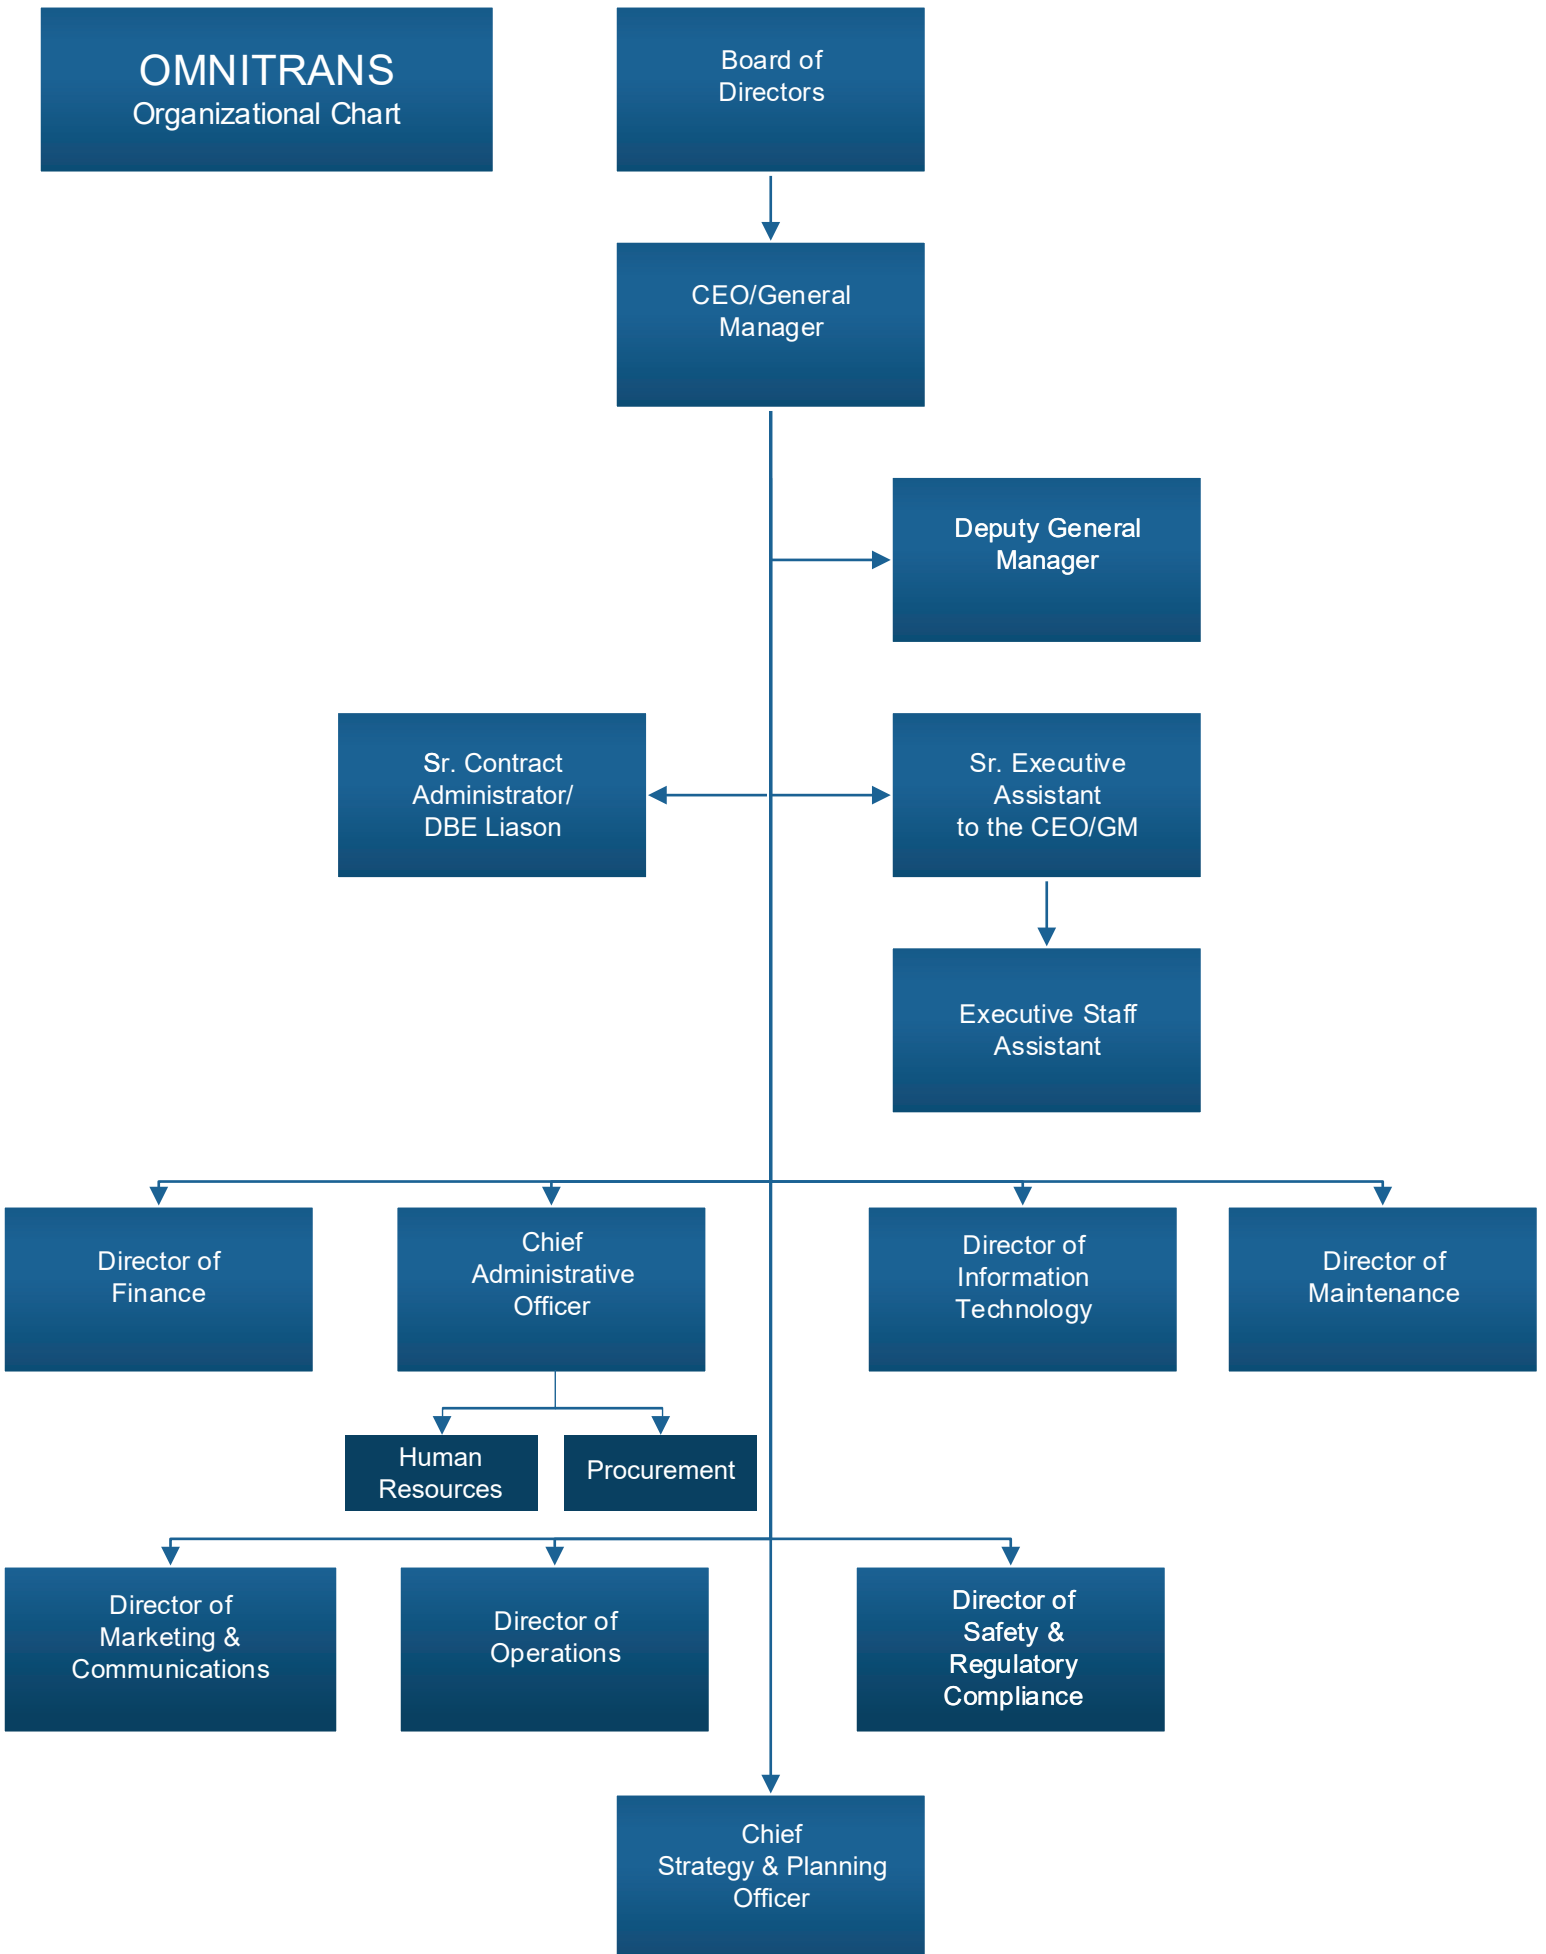 OMNITRANS
Organizational Chart
Board of
Directors
CEO/General
Manager
Deputy General
Manager
Sr. Contract
Administrator/
DBE Liason
Sr. Executive
Assistant
to the CEO/GM
Executive Staff
Assistant
Director of
Finance
Chief
Administrative
Officer
Director of
Information
Technology
Director of
Maintenance
Human
Resources
Procurement
Director of
Marketing &
Communications
Director of
Operations
Director of
Safety &
Regulatory
Compliance
Chief
Strategy & Planning
Officer